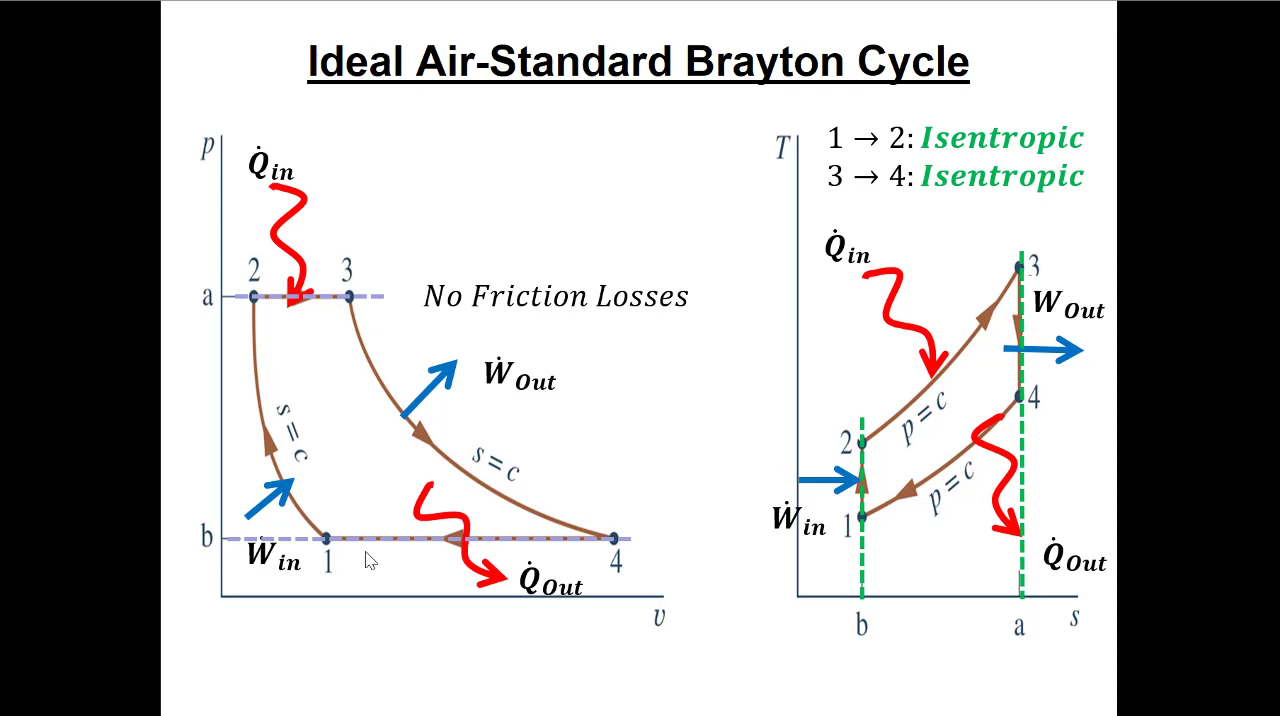 Ideal Air-Standard Brayton Cycle
p
Q̇in
2
3
a
No Friction Losses
ẆOut
s = c
s = c
b
Ẇin
1
4
Q̇Out
v
T
1 → 2: Isentropic
3 → 4: Isentropic
Q̇in
3
WOut
4
p = c
2
p = c
Ẇin
1
Q̇Out
b
a
s